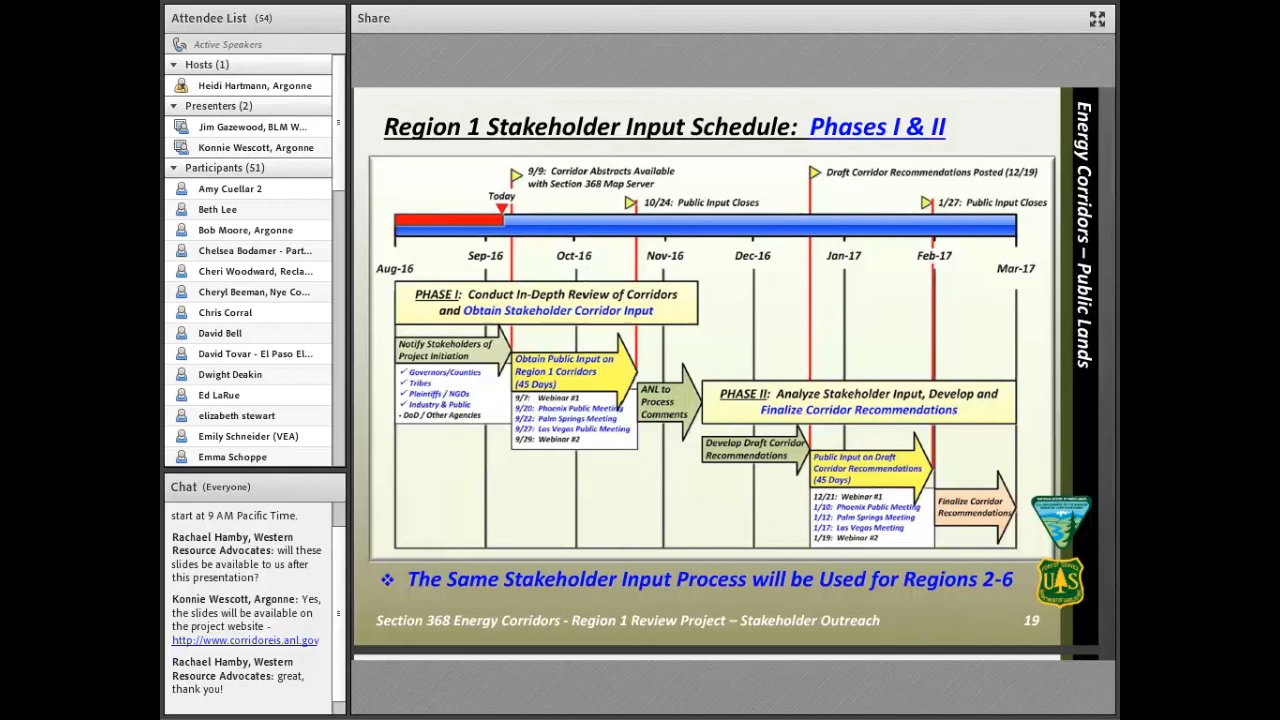 Attendee List (54)
Active Speakers
Hosts (1)
Heidi Hartmann, Argonne
Presenters (2)
Jim Gazewood, BLM W...
Konnie Wescott, Argonne
Participants (51)
Amy Cuellar 2
Beth Lee
Bob Moore, Argonne
Chelsea Bodamer - Part...
Cheri Woodward, Recla...
Cheryl Beeman, Nye Co...
Chris Corral
David Bell
David Tovar - El Paso El...
Dwight Deakin
Ed LaRue
elizabeth stewart
Emily Schneider (VEA)
Emma Schoppe
Chat (Everyone)
start at 9 AM Pacific Time.
Rachael Hamby, Western
Resource Advocates: will these
slides be available to us after
this presentation?
Konnie Wescott, Argonne: Yes,
the slides will be available on
the project website -
http://www.corridoreis.anl.gov
Rachael Hamby, Western
Resource Advocates: great,
thank you!
Share
Region 1 Stakeholder Input Schedule: Phases I & II
9/9: Corridor Abstracts Available
with Section 368 Map Server
Draft Corridor Recommendations Posted (12/19)
Today
10/24: Public Input Closes
1/27: Public Input Closes
Aug-16
Sep-16
Oct-16
Nov-16
Dec-16
Jan-17
Feb-17
Mar-17
PHASE I: Conduct In-Depth Review of Corridors
and Obtain Stakeholder Corridor Input
Notify Stakeholders of
Project Initiation
✓ Governors/Counties
✓ Tribes
✓ Plaintiffs / NGOs
✓ Industry & Public
- DoD / Other Agencies
Obtain Public Input on
Region 1 Corridors
(45 Days)
9/7: Webinar #1
9/20: Phoenix Public Meeting
9/22: Palm Springs Meeting
9/27: Las Vegas Public Meeting
9/29: Webinar #2
ANL to
Process
Comments
PHASE II: Analyze Stakeholder Input, Develop and
Finalize Corridor Recommendations
Develop Draft Corridor
Recommendations
Public Input on Draft
Corridor Recommendations
(45 Days)
12/21: Webinar #1
1/10: Phoenix Public Meeting
1/12: Palm Springs Meeting
1/17: Las Vegas Meeting
1/19: Webinar #2
Finalize Corridor
Recommendations
❖ The Same Stakeholder Input Process will be Used for Regions 2-6
Section 368 Energy Corridors - Region 1 Review Project – Stakeholder Outreach
19
Energy Corridors – Public Lands
FOREST SERVICE
U S